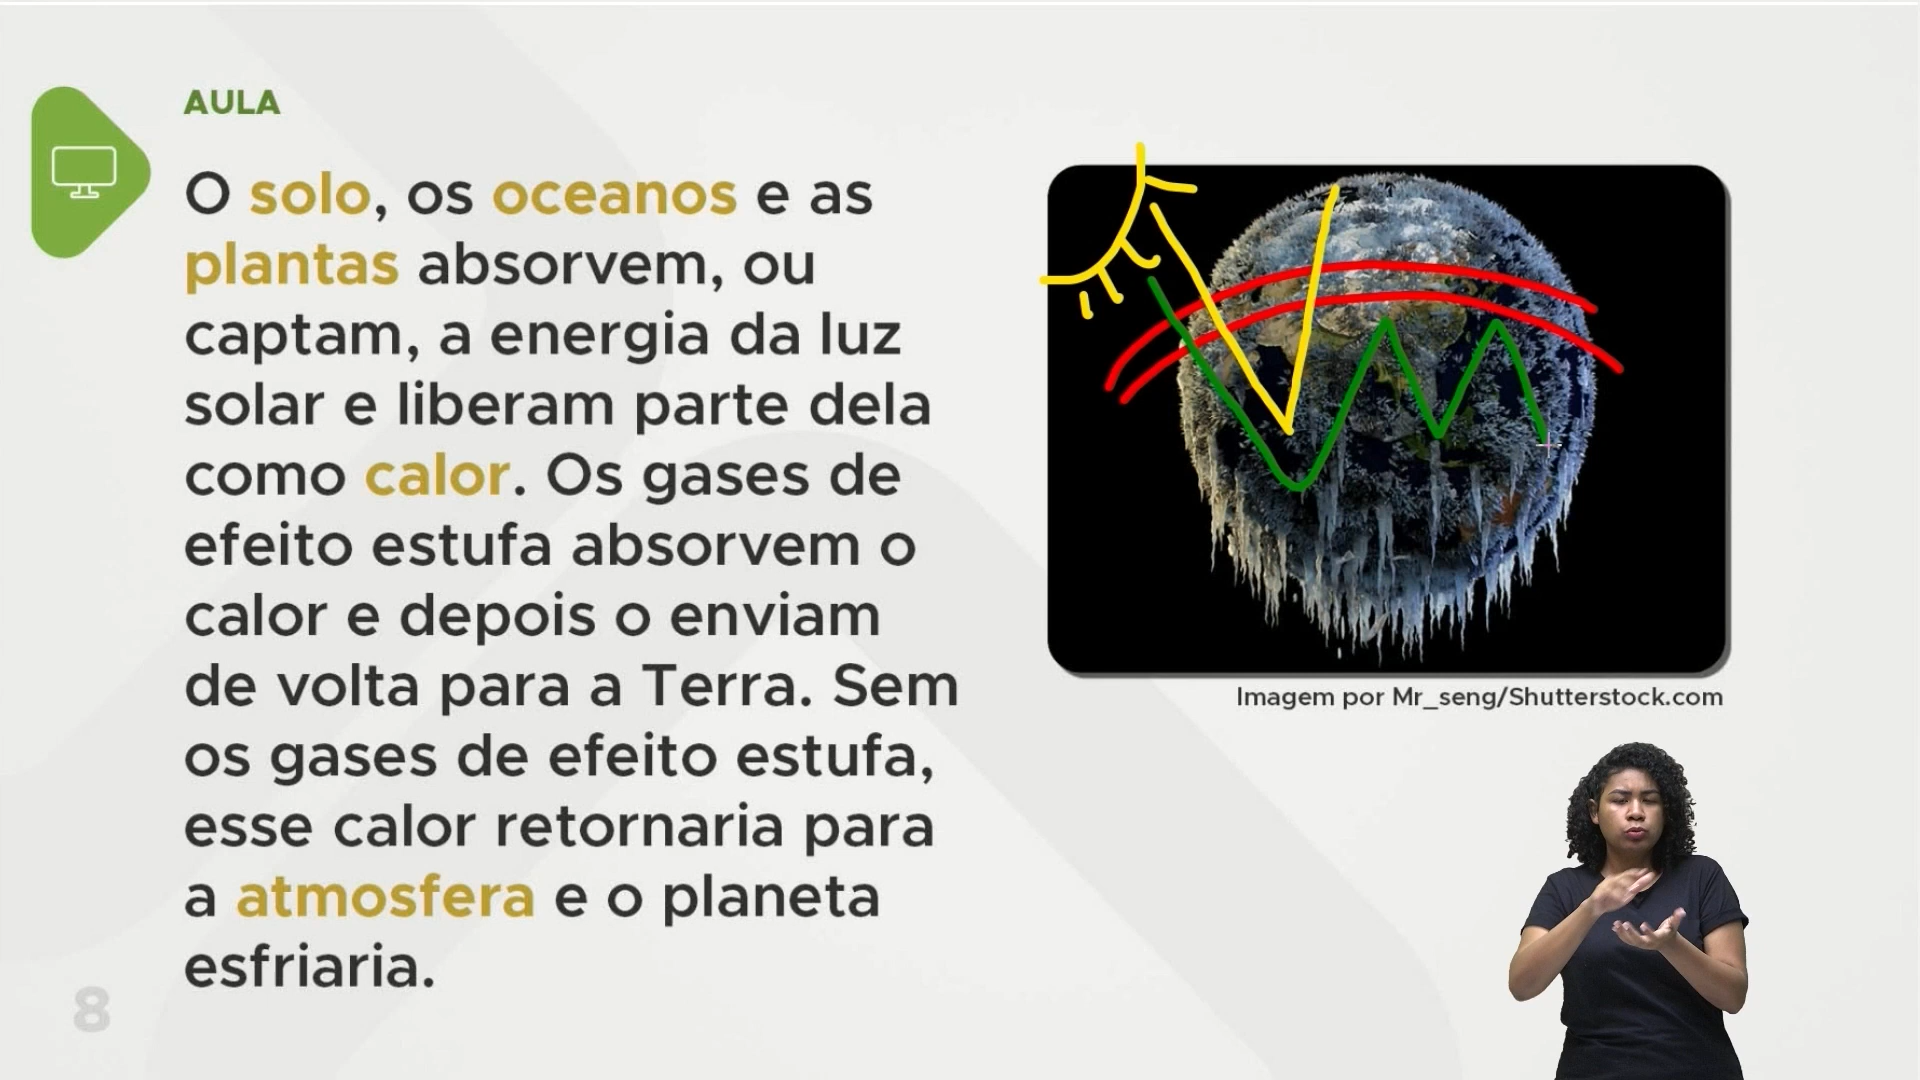 AULA
O solo, os oceanos e as
plantas absorvem, ou
captam, a energia da luz
solar e liberam parte dela
como calor. Os gases de
efeito estufa absorvem o
calor e depois o enviam
de volta para a Terra. Sem
os gases de efeito estufa,
esse calor retornaria para
a atmosfera e o planeta
esfriaria.
Imagem por Mr_seng/Shutterstock.com
8